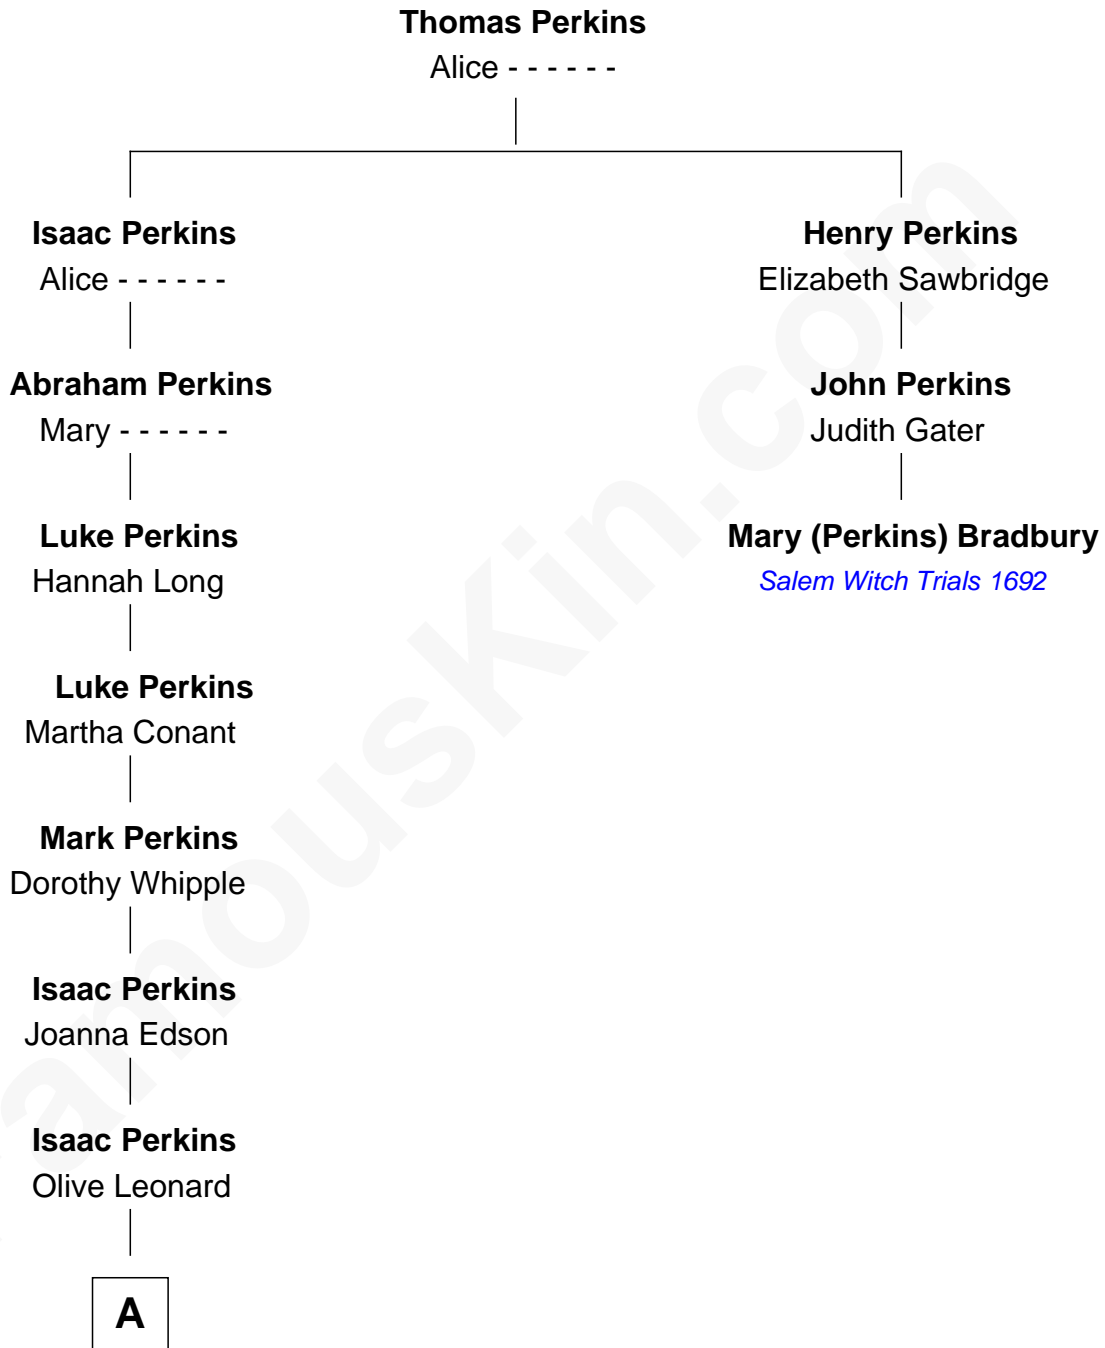 Thomas Perkins
Alice - - - - - -
Isaac Perkins
Alice - - - - - -
Henry Perkins
Elizabeth Sawbridge
Abraham Perkins
Mary - - - - - -
John Perkins
Judith Gater
Luke Perkins
Hannah Long
Mary (Perkins) Bradbury
Salem Witch Trials 1692
Luke Perkins
Martha Conant
Mark Perkins
Dorothy Whipple
Isaac Perkins
Joanna Edson
Isaac Perkins
Olive Leonard
A
famouskin.com